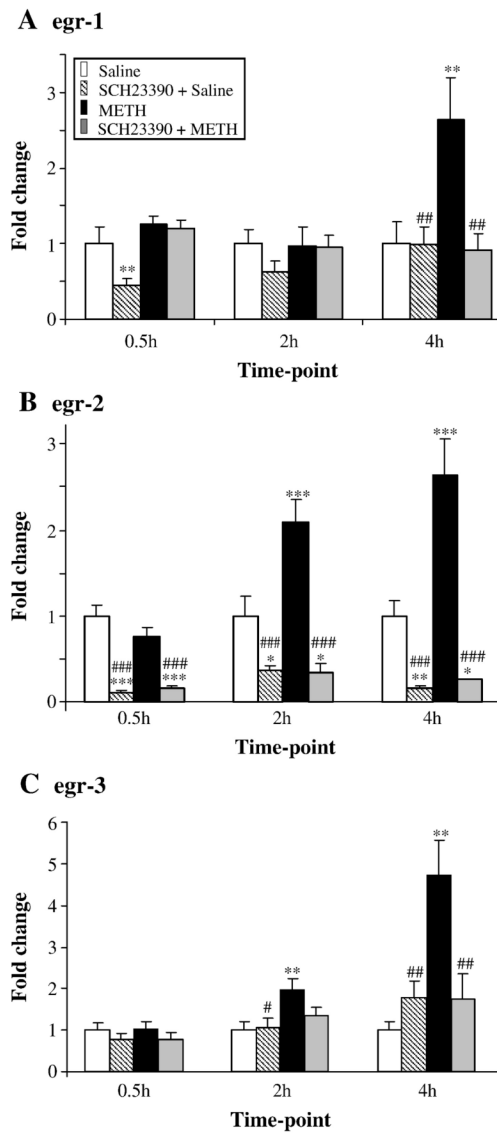 A egr-1
3
2
1
0
Fold change
Saline
SCH23390 + Saline
METH
SCH23390 + METH
**
**
##
##
0.5h 2h 4h
Time-point
B egr-2
3
2
1
0
Fold change
***
***
### ### ### ### ### ###
*** *** * * ** *
0.5h 2h 4h
Time-point
C egr-3
6
5
4
3
2
1
0
Fold change
**
**
#
##
##
0.5h 2h 4h
Time-point